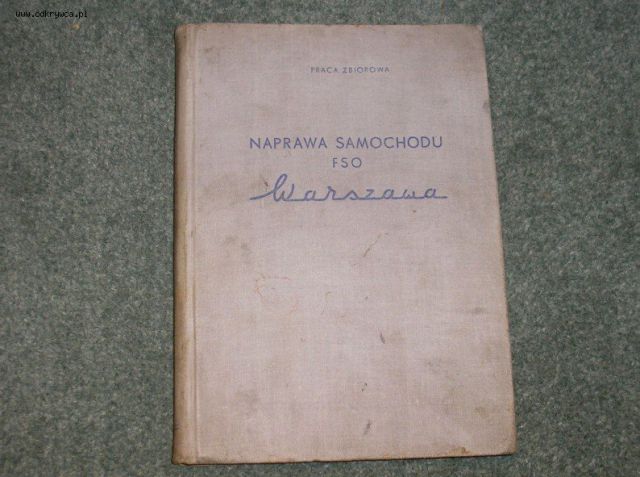 www.odkrywca.pl
PRACA ZBIOROWA
NAPRAWA SAMOCHODU
FSO
Warszawa